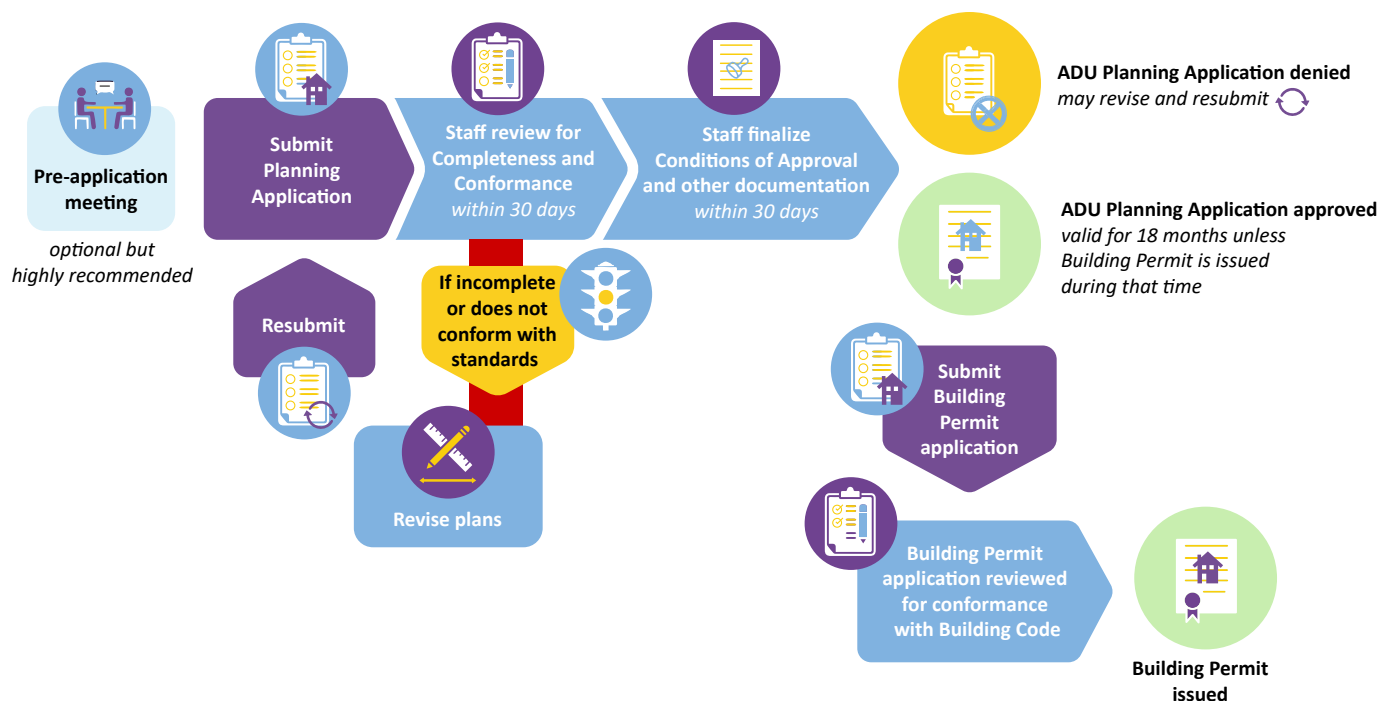 Pre-application
meeting
optional but
highly recommended
Submit
Planning
Application
Staff review for
Completeness and
Conformance
within 30 days
Staff finalize
Conditions of Approval
and other documentation
within 30 days
ADU Planning Application denied
may revise and resubmit
ADU Planning Application approved
valid for 18 months unless
Building Permit is issued
during that time
If incomplete
or does not
conform with
standards
Resubmit
Revise plans
Submit
Building
Permit
application
Building Permit
application reviewed
for conformance
with Building Code
Building Permit
issued